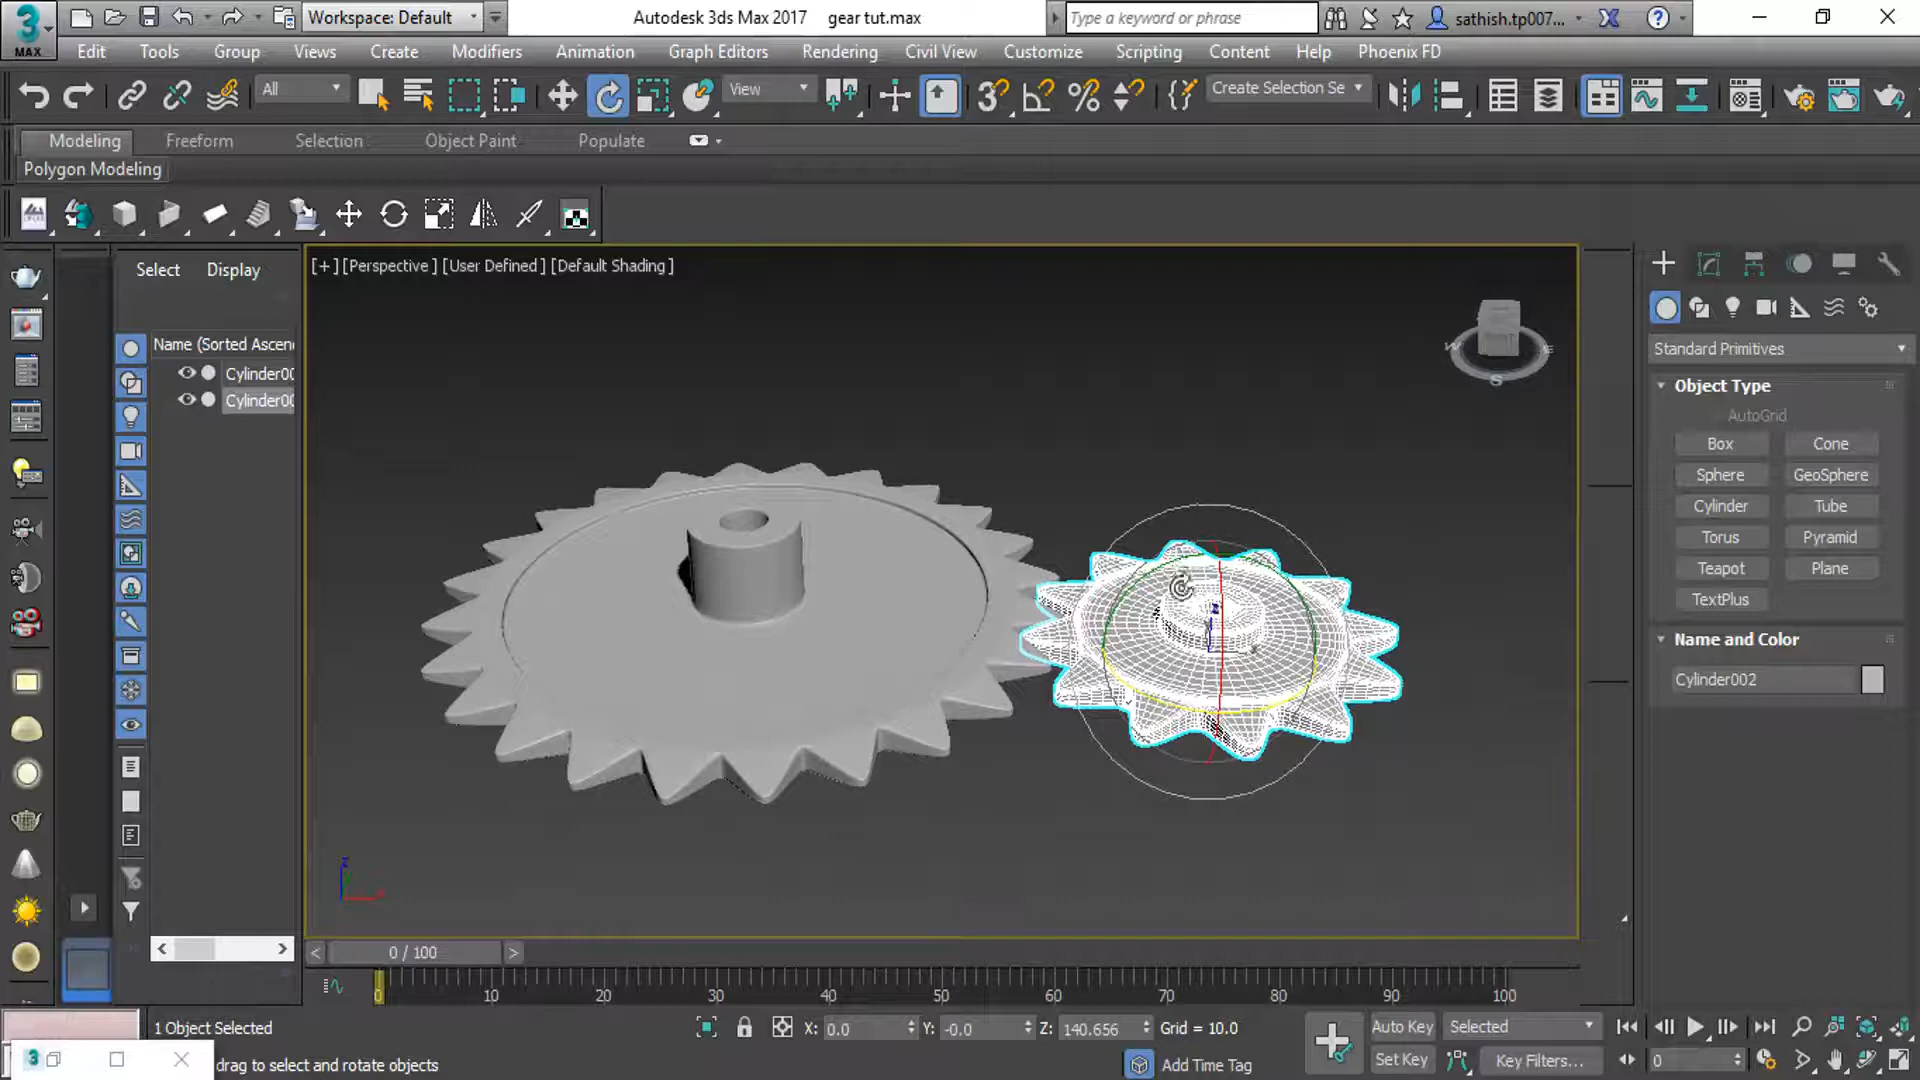 3
MAX
Workspace: Default
Autodesk 3ds Max 2017 gear tut.max
Type a keyword or phrase
sathish.tp007...
Edit Tools Group Views Create Modifiers Animation Graph Editors Rendering Civil View Customize Scripting Content Help Phoenix FD
All
View
Create Selection Se
Modeling Freeform Selection Object Paint Populate
Polygon Modeling
Select Display
[+] [Perspective] [User Defined] [Default Shading]
Name (Sorted Ascen
Cylinder00
Cylinder00
Standard Primitives
Object Type
AutoGrid
Box Cone
Sphere GeoSphere
Cylinder Tube
Torus Pyramid
Teapot Plane
TextPlus
Name and Color
Cylinder002
0 / 100
0 10 20 30 40 50 60 70 80 90 100
1 Object Selected
X: 0.0 Y: -0.0 Z: 140.656 Grid = 10.0
Auto Key Selected
drag to select and rotate objects
Add Time Tag
Set Key Key Filters...
0